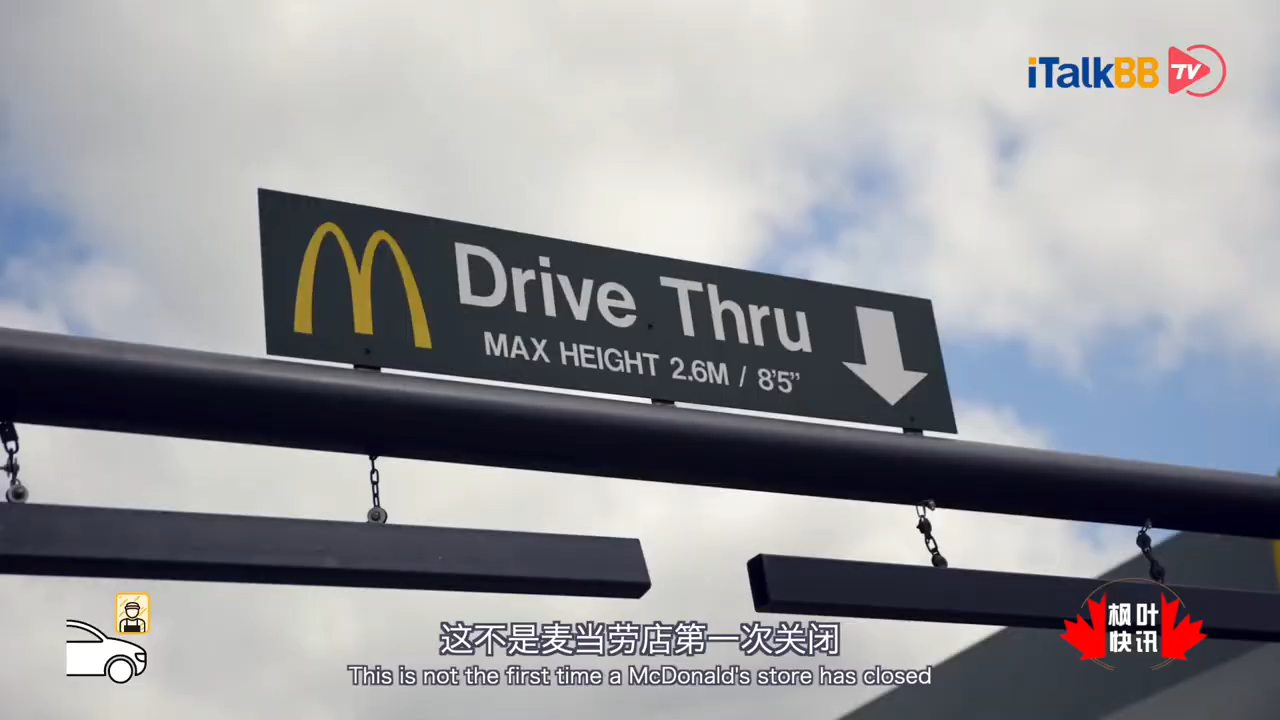 iTalkBB TV
Drive Thru
MAX HEIGHT 2.6M / 8'5"
枫叶
快讯
这不是麦当劳店第一次关闭
This is not the first time a McDonald's store has closed